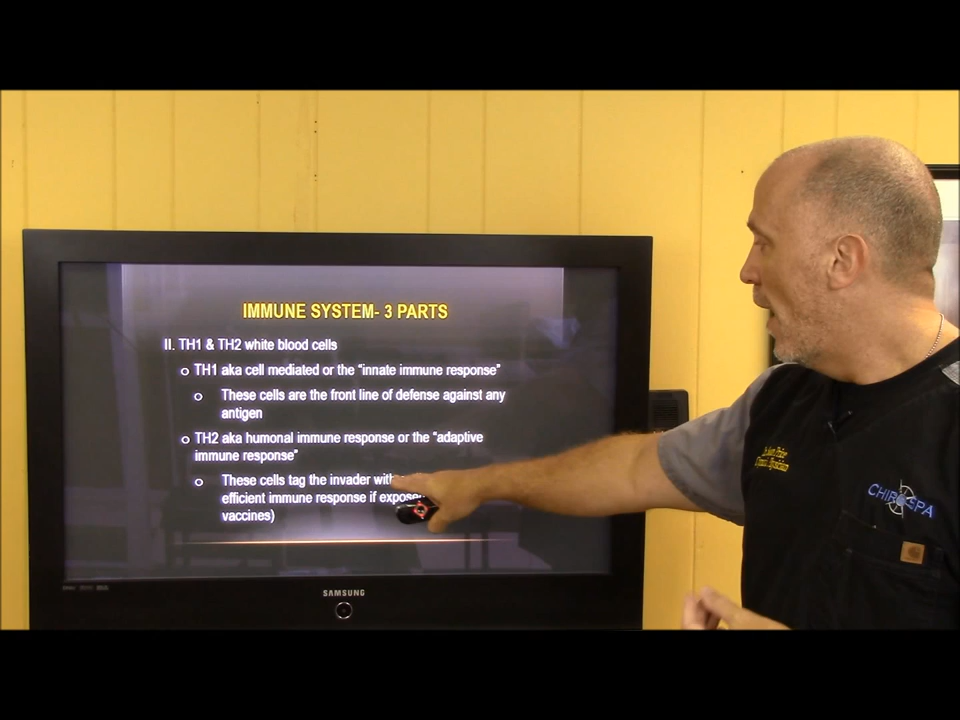 IMMUNE SYSTEM- 3 PARTS
II. TH1 & TH2 white blood cells
o TH1 aka cell mediated or the “innate immune response”
o These cells are the front line of defense against any
antigen
o TH2 aka humonal immune response or the “adaptive
immune response”
o These cells tag the invader with
efficient immune response if
vaccines)
SAMSUNG